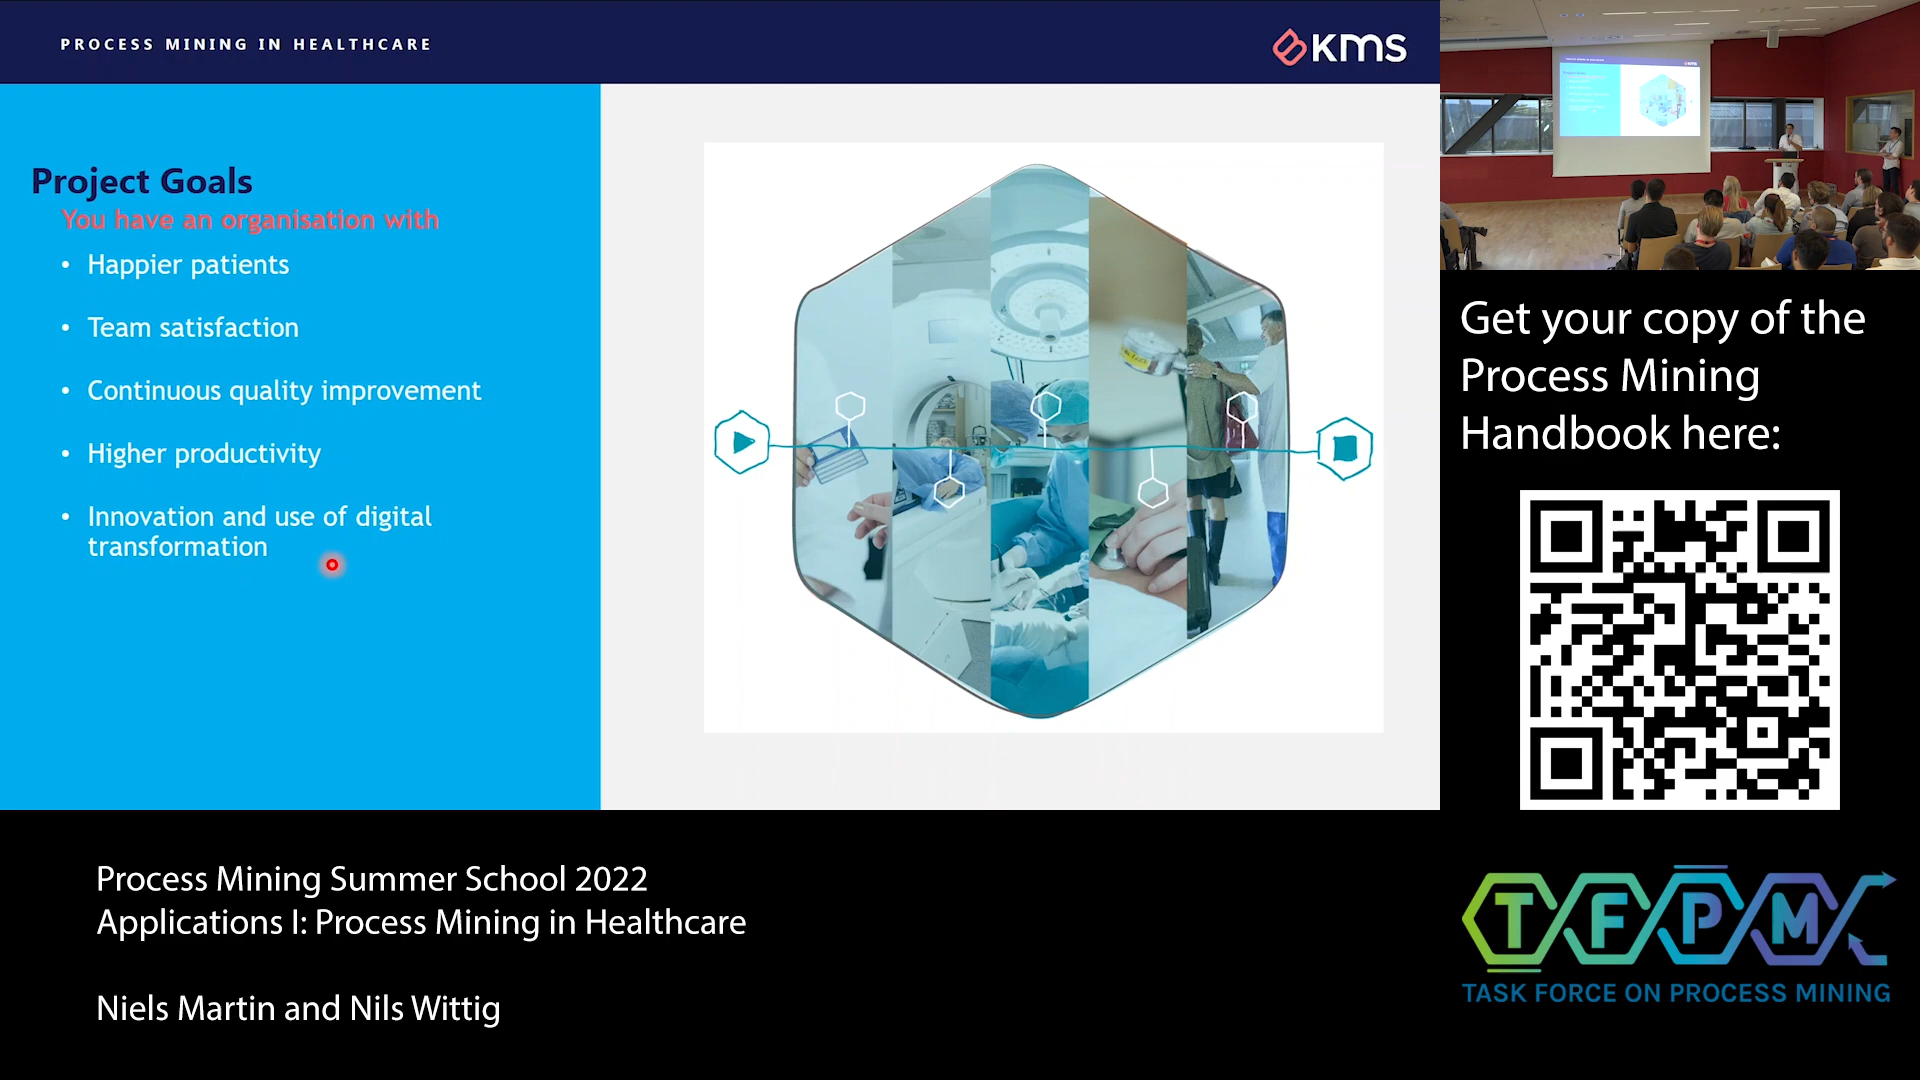 PROCESS MINING IN HEALTHCARE
KMS
Project Goals
You have an organisation with
• Happier patients
• Team satisfaction
• Continuous quality improvement
• Higher productivity
• Innovation and use of digital
transformation
Get your copy of the
Process Mining
Handbook here:
Process Mining Summer School 2022
Applications I: Process Mining in Healthcare
Niels Martin and Nils Wittig
TFPM
TASK FORCE ON PROCESS MINING